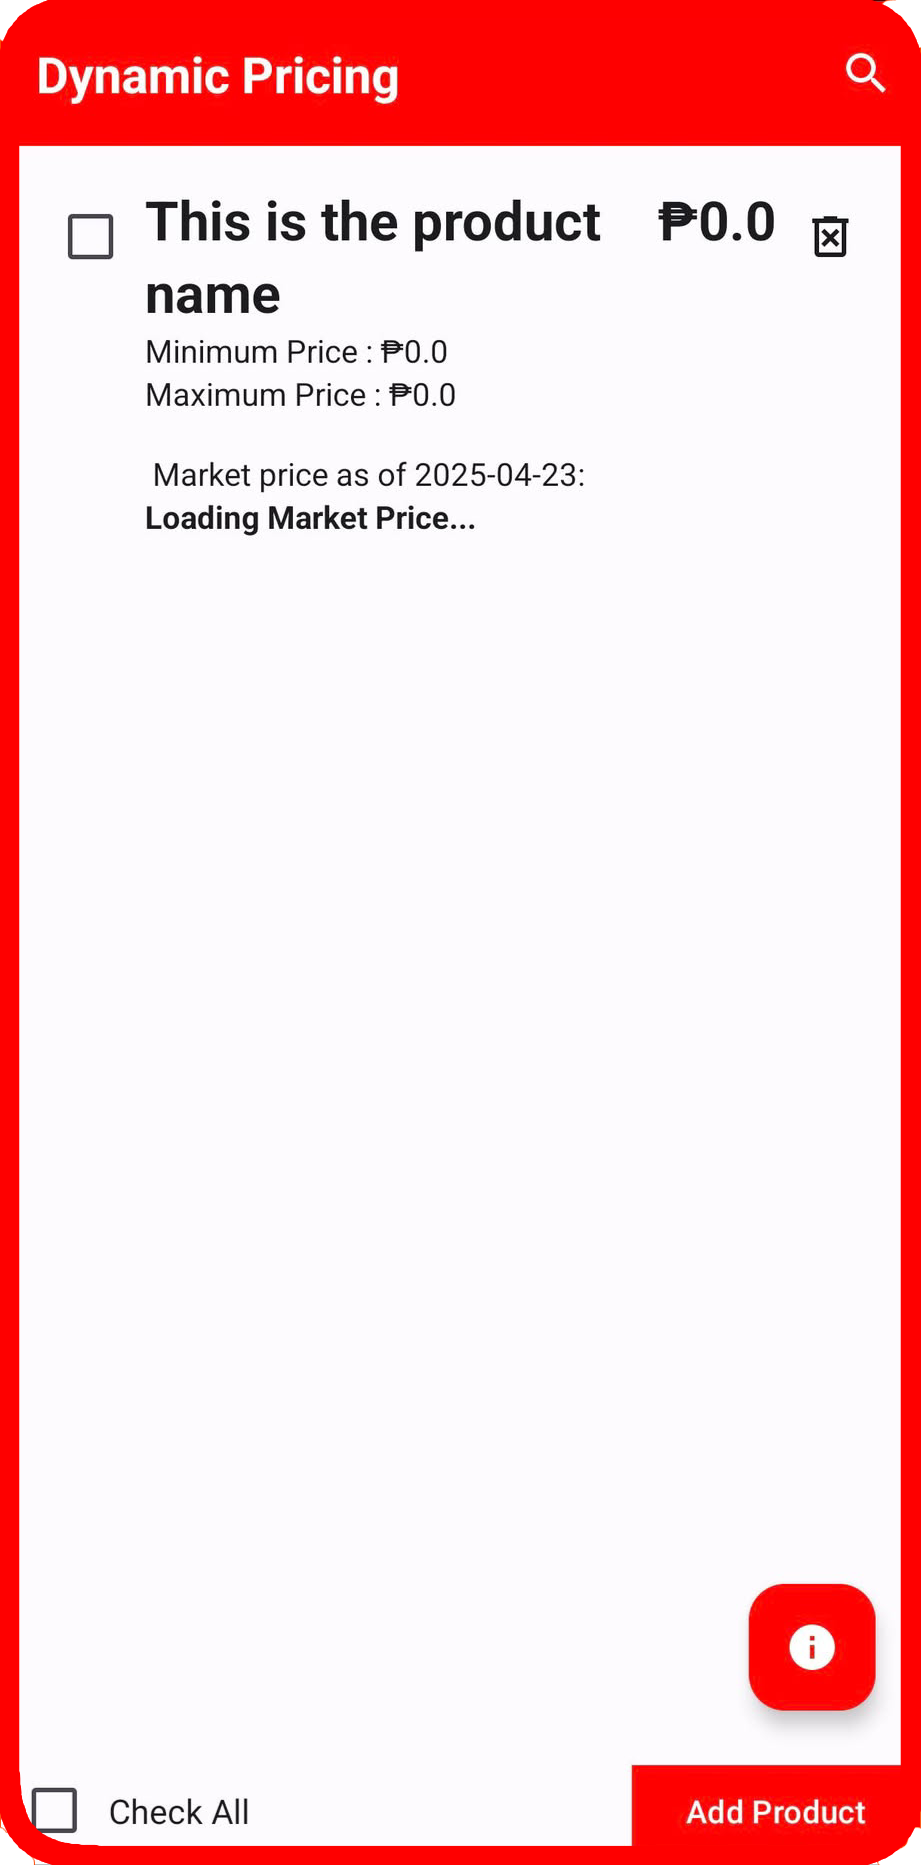 Dynamic Pricing
This is the product ₱0.0
name
Minimum Price : ₱0.0
Maximum Price : ₱0.0
Market price as of 2025-04-23:
Loading Market Price...
Check All
Add Product